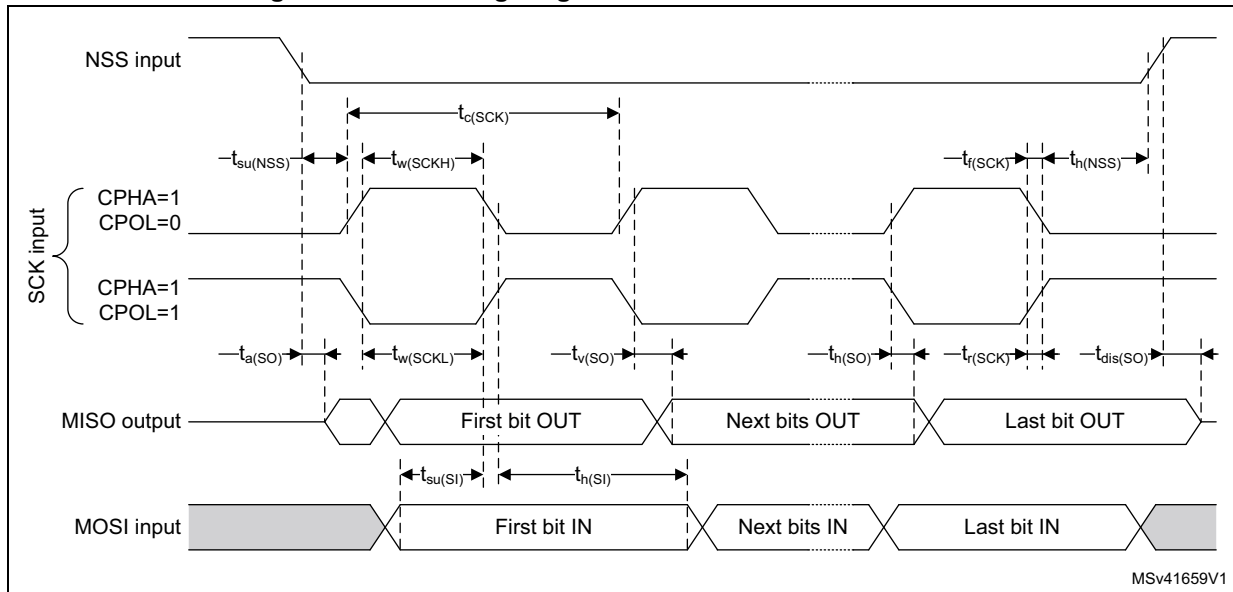 NSS input
tc(SCK)
tsu(NSS)
tw(SCKH)
tf(SCK)
th(NSS)
SCK input
CPHA=1
CPOL=0
CPHA=1
CPOL=1
ta(SO)
tw(SCKL)
tv(SO)
th(SO)
tr(SCK)
tdis(SO)
MISO output
First bit OUT
Next bits OUT
Last bit OUT
tsu(SI)
th(SI)
MOSI input
First bit IN
Next bits IN
Last bit IN
MSv41659V1